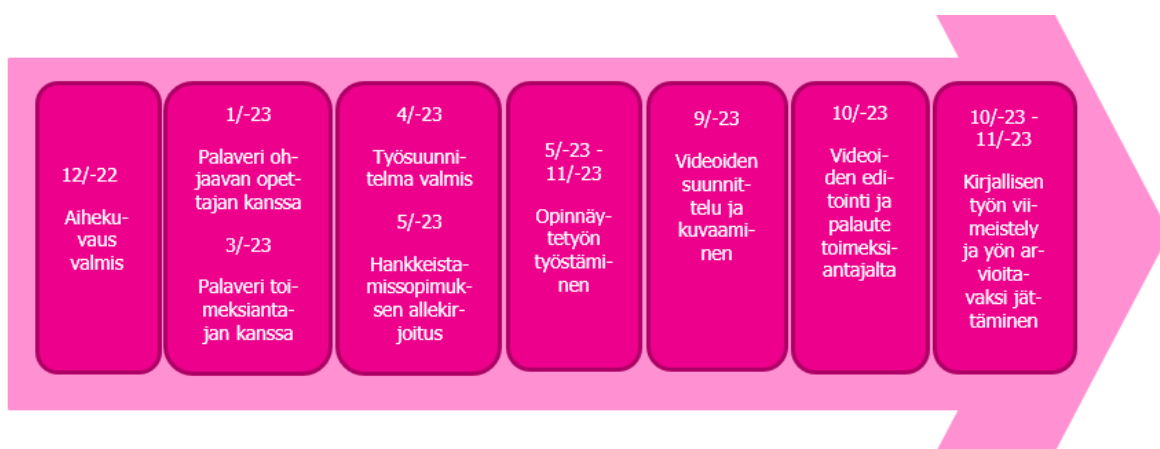 12/-22
Aiheku-
vaus
valmis
1/-23
Palaveri oh-
jaavan opet-
tajan kanssa
3/-23
Palaveri toi-
meksianta-
jan kanssa
4/-23
Työsuunni-
telma valmis
5/-23
Hankkeista-
missopimuk-
sen allekir-
joitus
5/-23 -
11/-23
Opinnäy-
tetyön
työstämi-
nen
9/-23
Videoiden
suunnit-
telu ja
kuvaami-
nen
10/-23
Videoi-
den edi-
tointi ja
palaute
toimeksi-
antajalta
10/-23 -
11/-23
Kirjallisen
työn vii-
meistely
ja yön ar-
vioita-
vaksi jät-
täminen